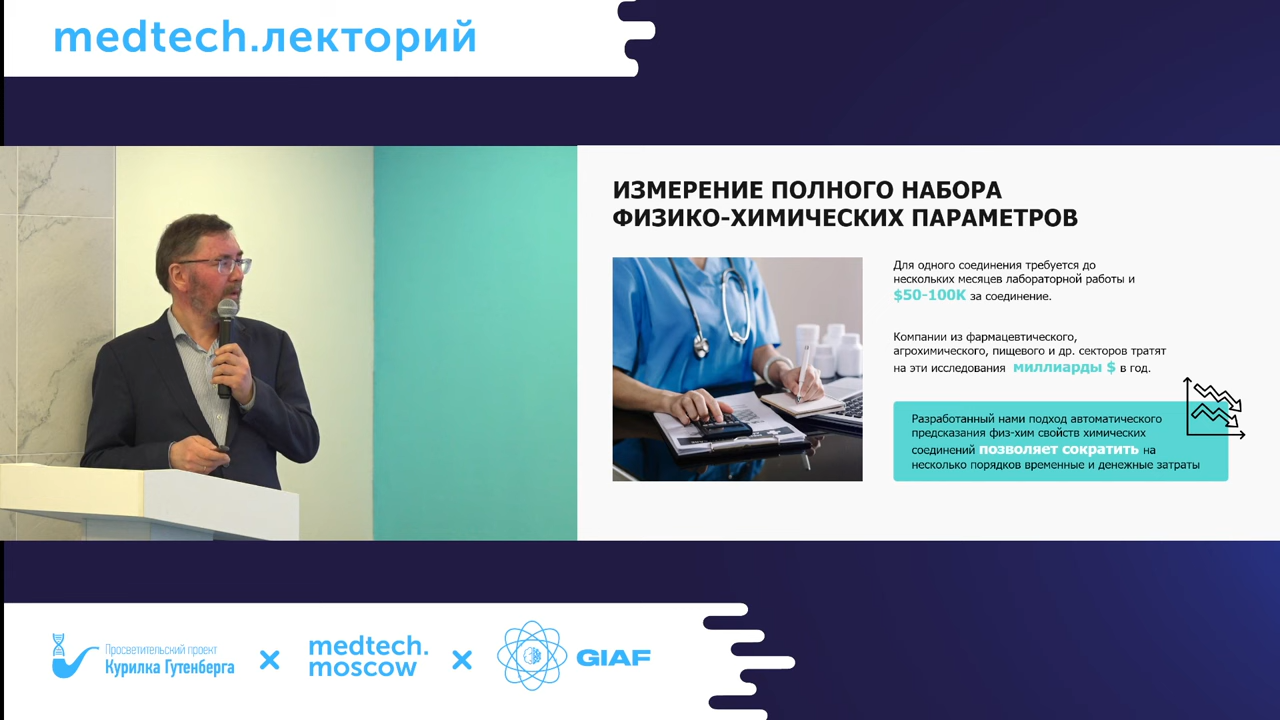 medtech.лекторий
ИЗМЕРЕНИЕ ПОЛНОГО НАБОРА
ФИЗИКО-ХИМИЧЕСКИХ ПАРАМЕТРОВ
Для одного соединения требуется до
нескольких месяцев лабораторной работы и
$50-100K за соединение.
Компании из фармацевтического,
агрохимического, пищевого и др. секторов тратят
на эти исследования миллиарды $ в год.
Разработанный нами подход автоматического
предсказания физ-хим свойств химических
соединений позволяет сократить на
несколько порядков временные и денежные затраты
Просветительский проект
Курилка Гутенберга
×
medtech.
moscow
×
GIAF